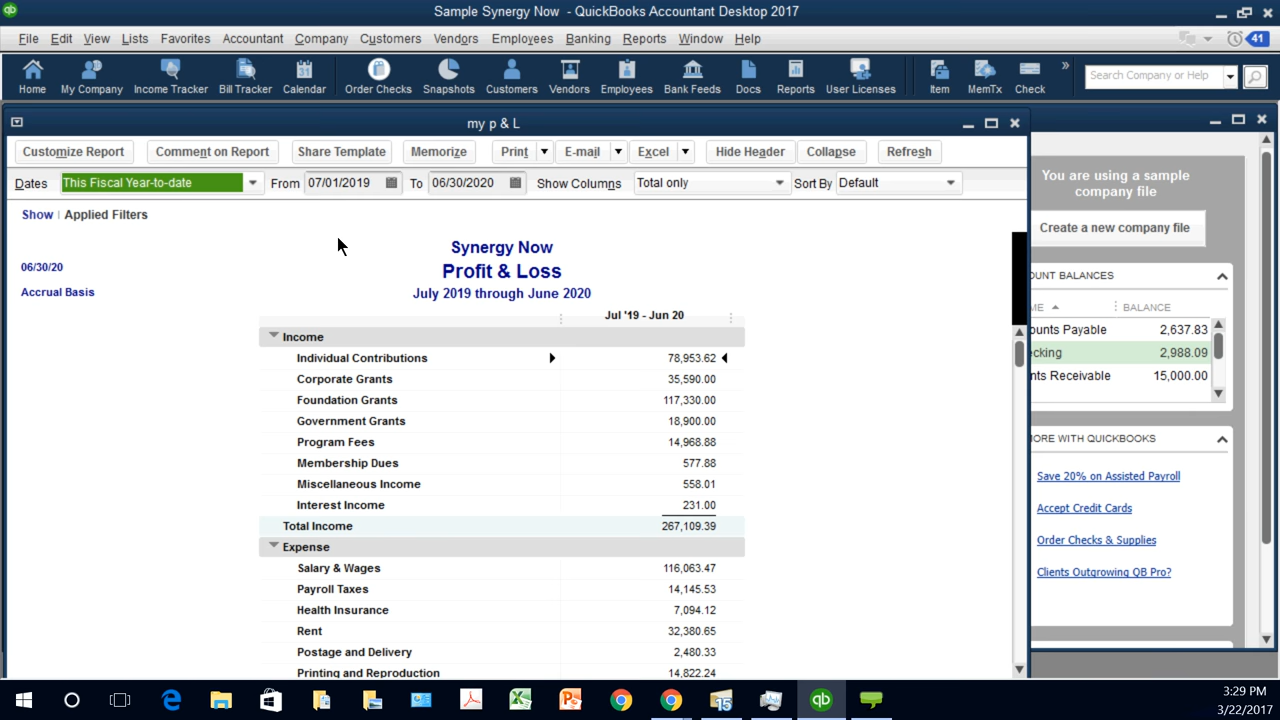 Sample Synergy Now - QuickBooks Accountant Desktop 2017
File Edit View Lists Favorites Accountant Company Customers Vendors Employees Banking Reports Window Help 41
Home My Company Income Tracker Bill Tracker Calendar Order Checks Snapshots Customers Vendors Employees Bank Feeds Docs Reports User Licenses Item MemTx Check » Search Company or Help
my p & L
Customize Report Comment on Report Share Template Memorize Print E-mail Excel Hide Header Collapse Refresh
Dates This Fiscal Year-to-date From 07/01/2019 To 06/30/2020 Show Columns Total only Sort By Default
Show | Applied Filters
Synergy Now
06/30/20 Profit & Loss
Accrual Basis July 2019 through June 2020
Jul '19 - Jun 20
Income
Individual Contributions 78,953.62
Corporate Grants 35,590.00
Foundation Grants 117,330.00
Government Grants 18,900.00
Program Fees 14,968.88
Membership Dues 577.88
Miscellaneous Income 558.01
Interest Income 231.00
Total Income 267,109.39
Expense
Salary & Wages 116,063.47
Payroll Taxes 14,145.53
Health Insurance 7,094.12
Rent 32,380.65
Postage and Delivery 2,480.33
Printing and Reproduction 14,822.24
You are using a sample
company file
Create a new company file
OUNT BALANCES
ME BALANCE
ounts Payable 2,637.83
ecking 2,988.09
nts Receivable 15,000.00
ORE WITH QUICKBOOKS
Save 20% on Assisted Payroll
Accept Credit Cards
Order Checks & Supplies
Clients Outgrowing QB Pro?
3:29 PM
3/22/2017